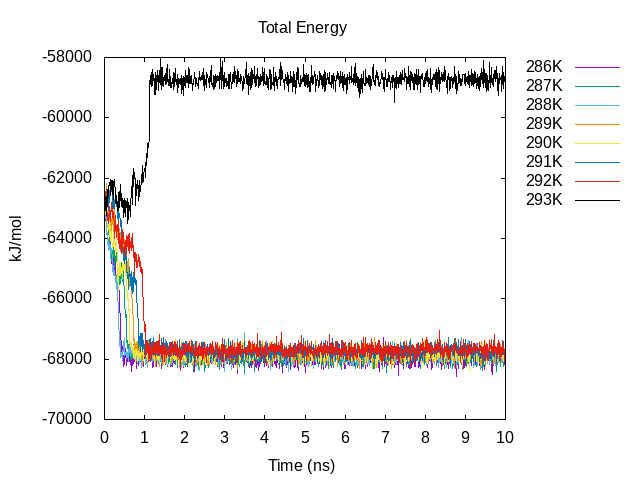 Total Energy
-58000
-60000
-62000
-64000
-66000
-68000
-70000
kJ/mol
0 1 2 3 4 5 6 7 8 9 10
Time (ns)
286K
287K
288K
289K
290K
291K
292K
293K